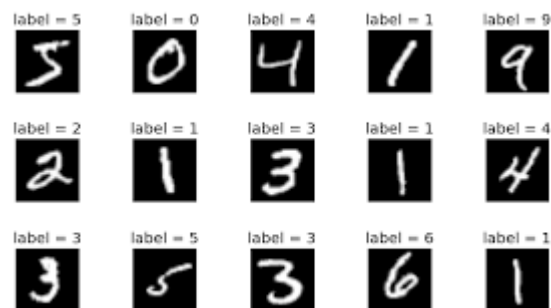 label = 5 label = 0 label = 4 label = 1 label = 9
5 0 4 1 9
label = 2 label = 1 label = 3 label = 1 label = 4
2 1 3 1 4
label = 3 label = 5 label = 3 label = 6 label = 1
3 5 3 6 1